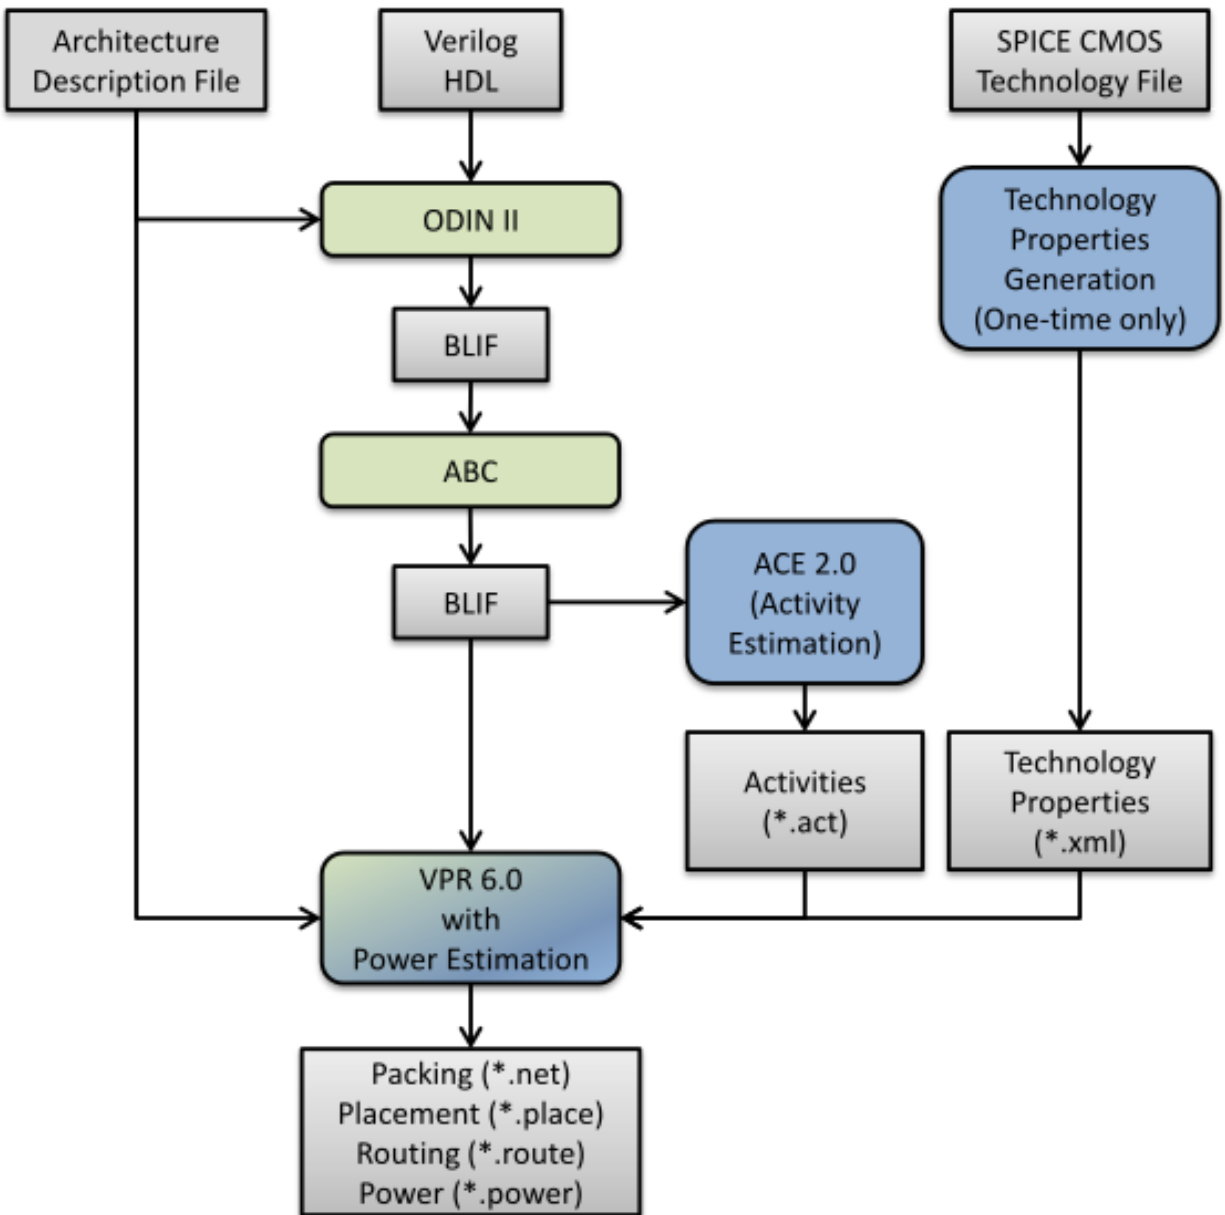 Architecture
Description File
Verilog
HDL
SPICE CMOS
Technology File
ODIN II
Technology
Properties
Generation
(One-time only)
BLIF
ABC
BLIF
ACE 2.0
(Activity
Estimation)
Activities
(*.act)
Technology
Properties
(*.xml)
VPR 6.0
with
Power Estimation
Packing (*.net)
Placement (*.place)
Routing (*.route)
Power (*.power)